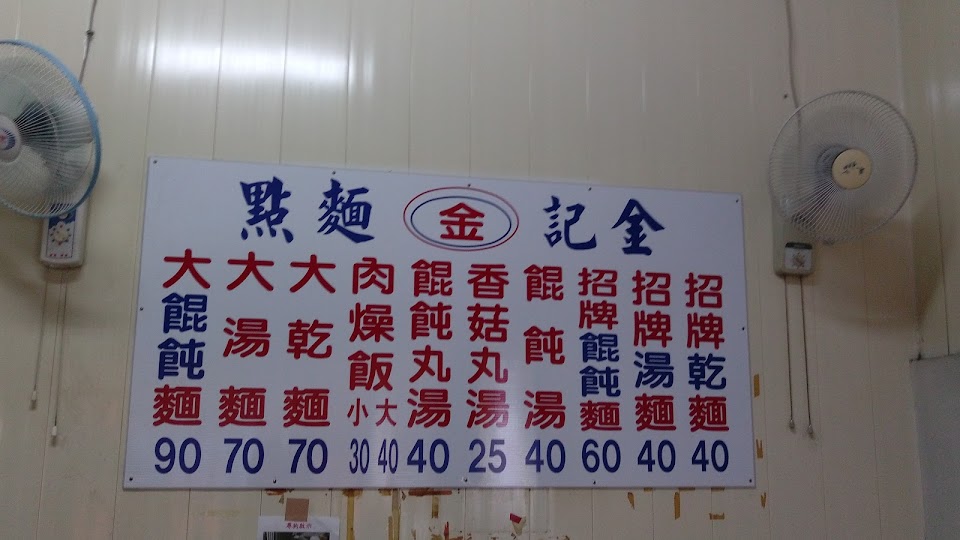 金記 金 麵點
招牌乾麵 40
招牌湯麵 40
招牌餛飩麵 60
餛飩湯 40
香菇丸湯 25
餛飩丸湯 40
肉燥飯 大 40 小 30
大乾麵 70
大湯麵 70
大餛飩麵 90